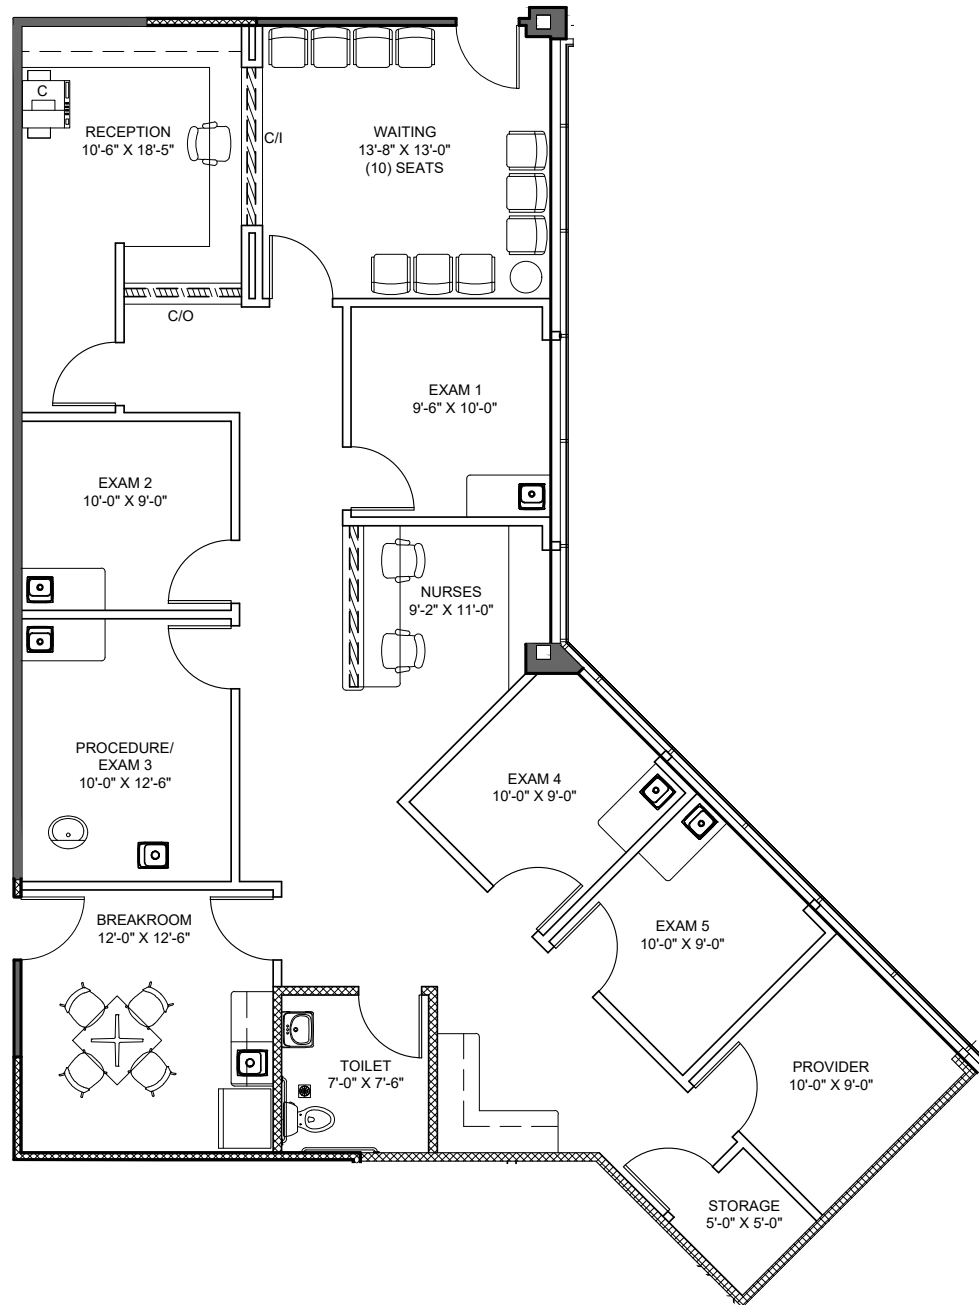 C
RECEPTION
10'-6" X 18'-5"
C/I
WAITING
13'-8" X 13'-0"
(10) SEATS
C/O
EXAM 1
9'-6" X 10'-0"
EXAM 2
10'-0" X 9'-0"
NURSES
9'-2" X 11'-0"
PROCEDURE/
EXAM 3
10'-0" X 12'-6"
EXAM 4
10'-0" X 9'-0"
BREAKROOM
12'-0" X 12'-6"
EXAM 5
10'-0" X 9'-0"
TOILET
7'-0" X 7'-6"
PROVIDER
10'-0" X 9'-0"
STORAGE
5'-0" X 5'-0"